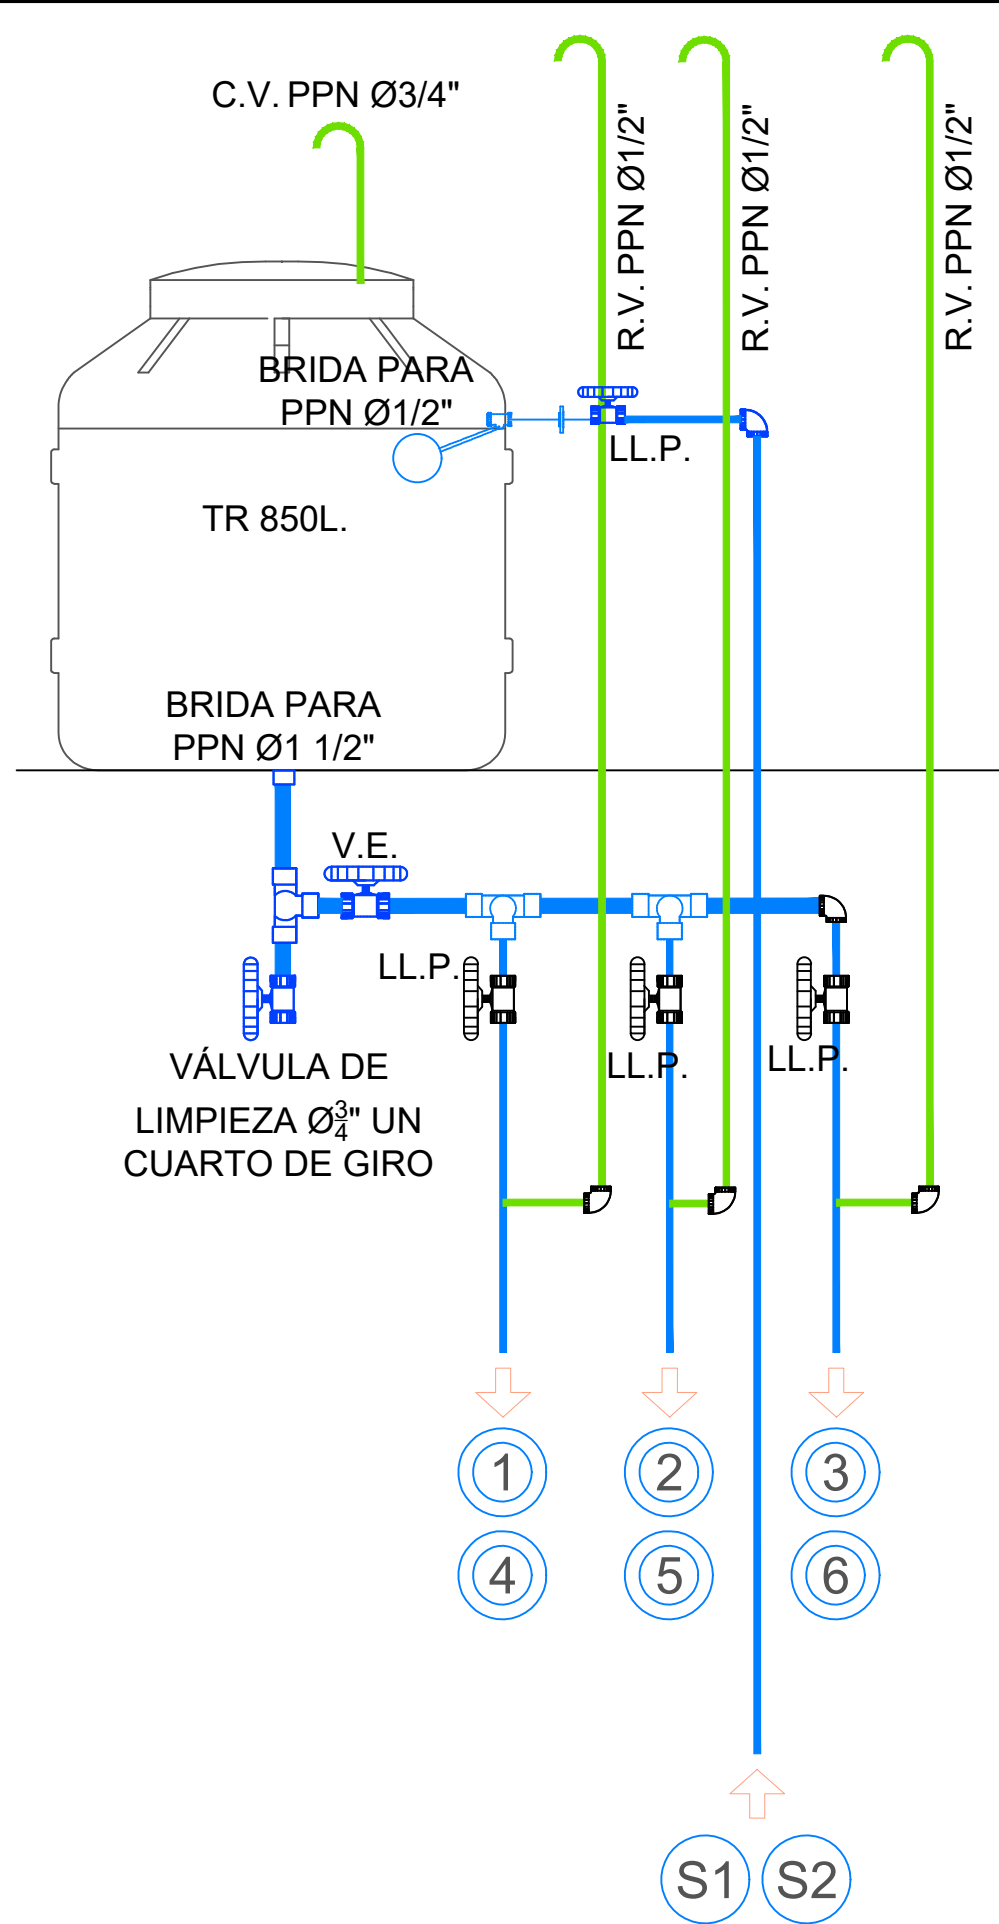 C.V. PPN Ø3/4"
R.V. PPN Ø1/2"
R.V. PPN Ø1/2"
R.V. PPN Ø1/2"
BRIDA PARA
PPN Ø1/2"
LL.P.
TR 850L.
BRIDA PARA
PPN Ø1 1/2"
V.E.
LL.P.
LL.P.
LL.P.
VÁLVULA DE
LIMPIEZA Ø3/4" UN
CUARTO DE GIRO
1 2 3
4 5 6
S1 S2